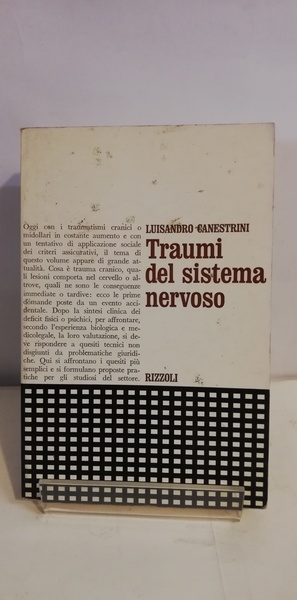 Oggi con i traumatismi cranici o
midollari in costante aumento e con
un tentativo di applicazione sociale
dei criteri assicurativi, il tema di
questo volume appare di grande at-
tualità. Cosa è trauma cranico, qua-
li lesioni comporta nel cervello o al-
trove, quali ne sono le conseguenze
immediate o tardive: ecco le prime
domande poste da un evento acci-
dentale. Dopo la sintesi clinica dei
deficit fisici o psichici, per affrontare,
secondo l'esperienza biologica e me-
dicolegale, la loro valutazione, si de-
ve rispondere a quesiti tecnici non
disgiunti da problematiche giuridi-
che. Qui si affrontano i quesiti più
semplici e si formulano proposte pra-
tiche per gli studiosi del settore.
LUISANDRO CANESTRINI
Traumi
del sistema
nervoso
RIZZOLI